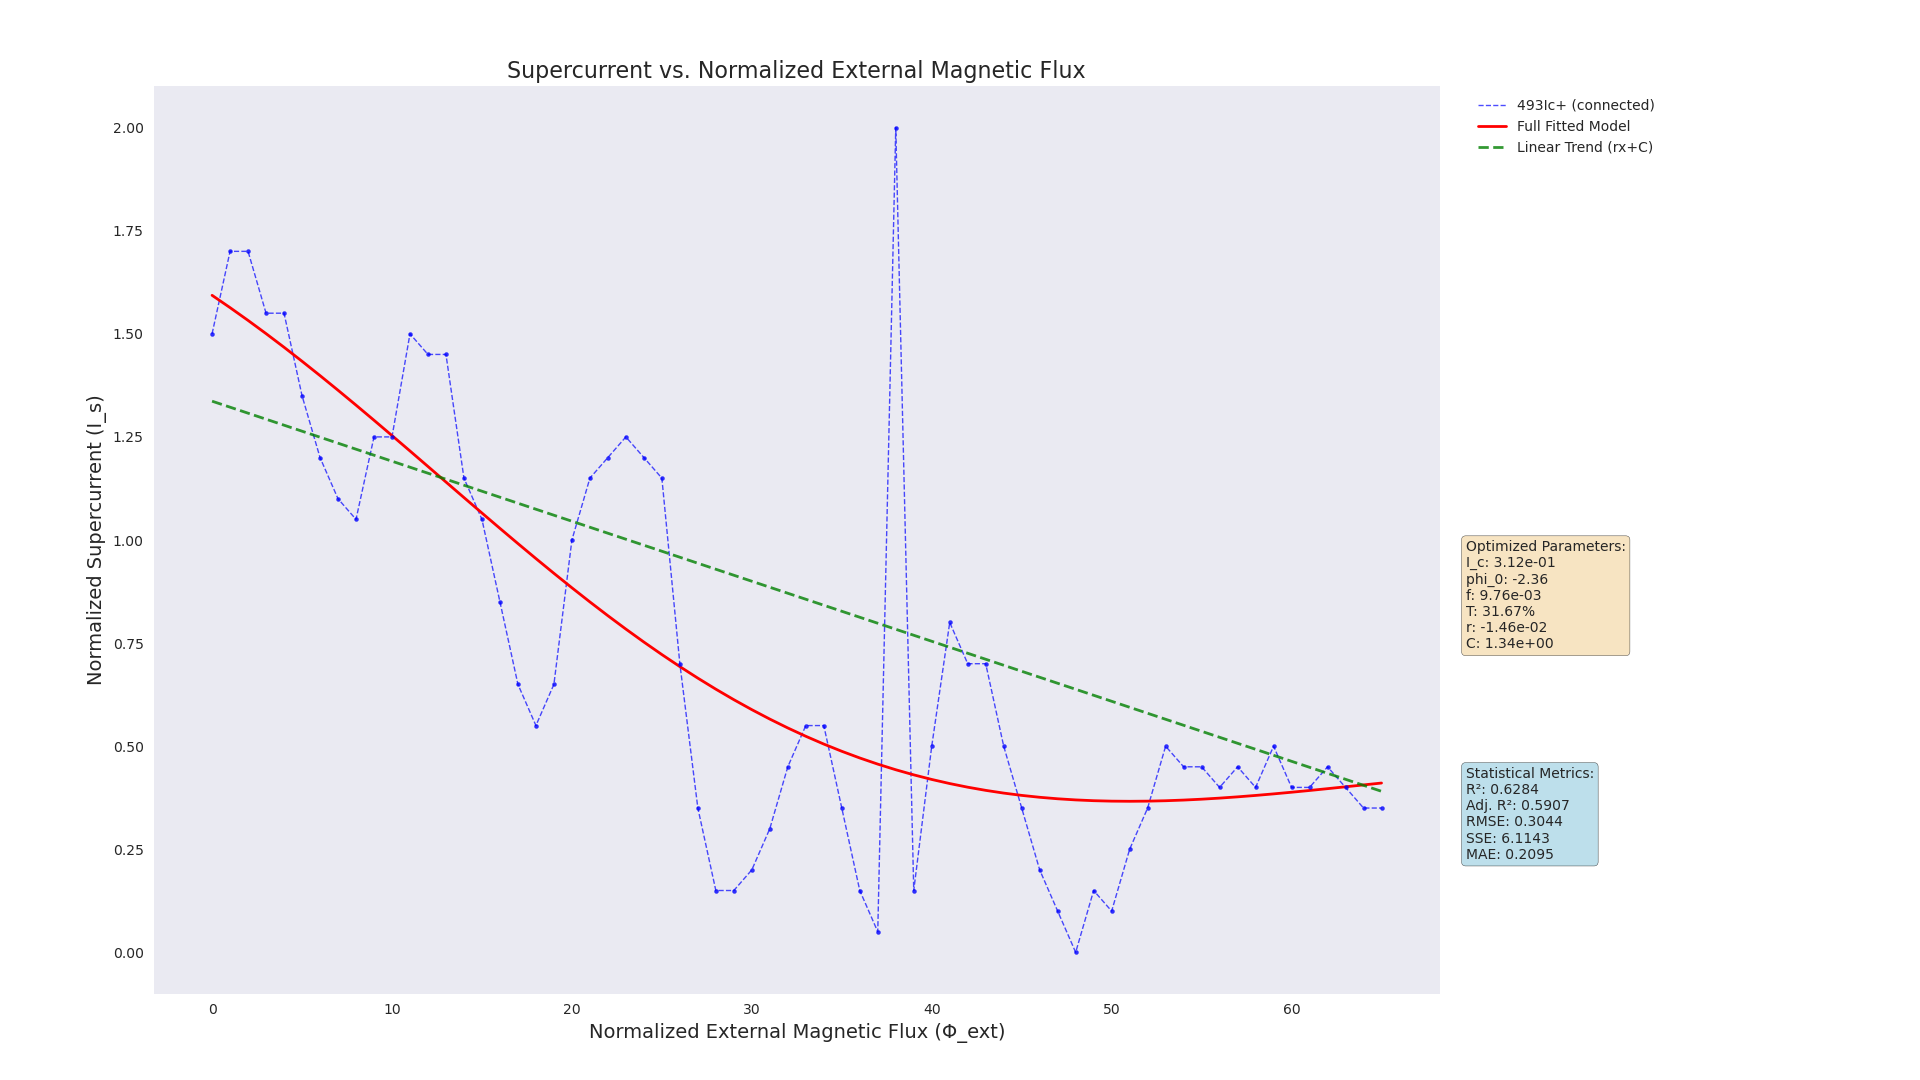 Supercurrent vs. Normalized External Magnetic Flux
Normalized Supercurrent (I_s)
2.00
1.75
1.50
1.25
1.00
0.75
0.50
0.25
0.00
0 10 20 30 40 50 60
Normalized External Magnetic Flux (Φ_ext)
493Ic+ (connected)
Full Fitted Model
Linear Trend (rx+C)
Optimized Parameters:
I_c: 3.12e-01
phi_0: -2.36
f: 9.76e-03
T: 31.67%
r: -1.46e-02
C: 1.34e+00
Statistical Metrics:
R²: 0.6284
Adj. R²: 0.5907
RMSE: 0.3044
SSE: 6.1143
MAE: 0.2095